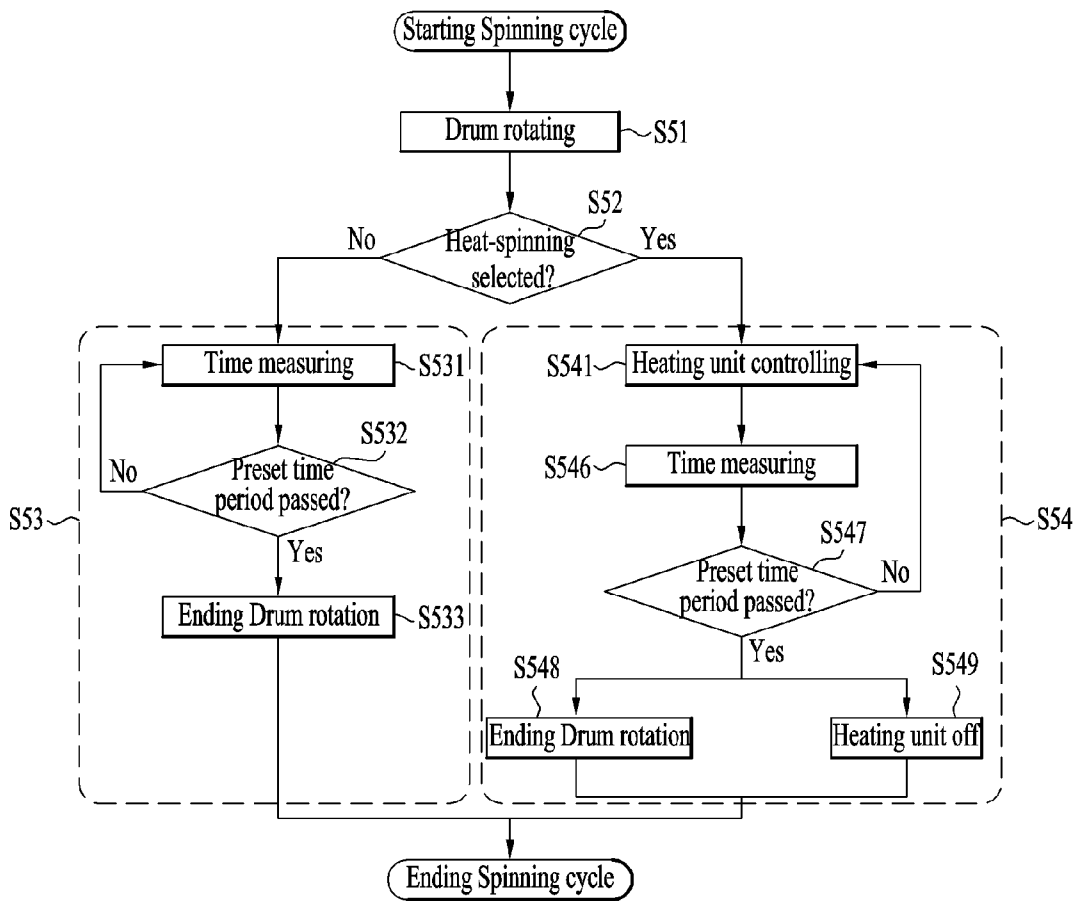 Starting Spinning cycle
Drum rotating
S51
S52
No
Heat-spinning
selected?
Yes
Time measuring
S531
S532
No
Preset time
period passed?
Yes
S53
Ending Drum rotation
S533
S541
Heating unit controlling
S546
Time measuring
S547
Preset time
period passed?
No
S54
Yes
S548
S549
Ending Drum rotation
Heating unit off
Ending Spinning cycle